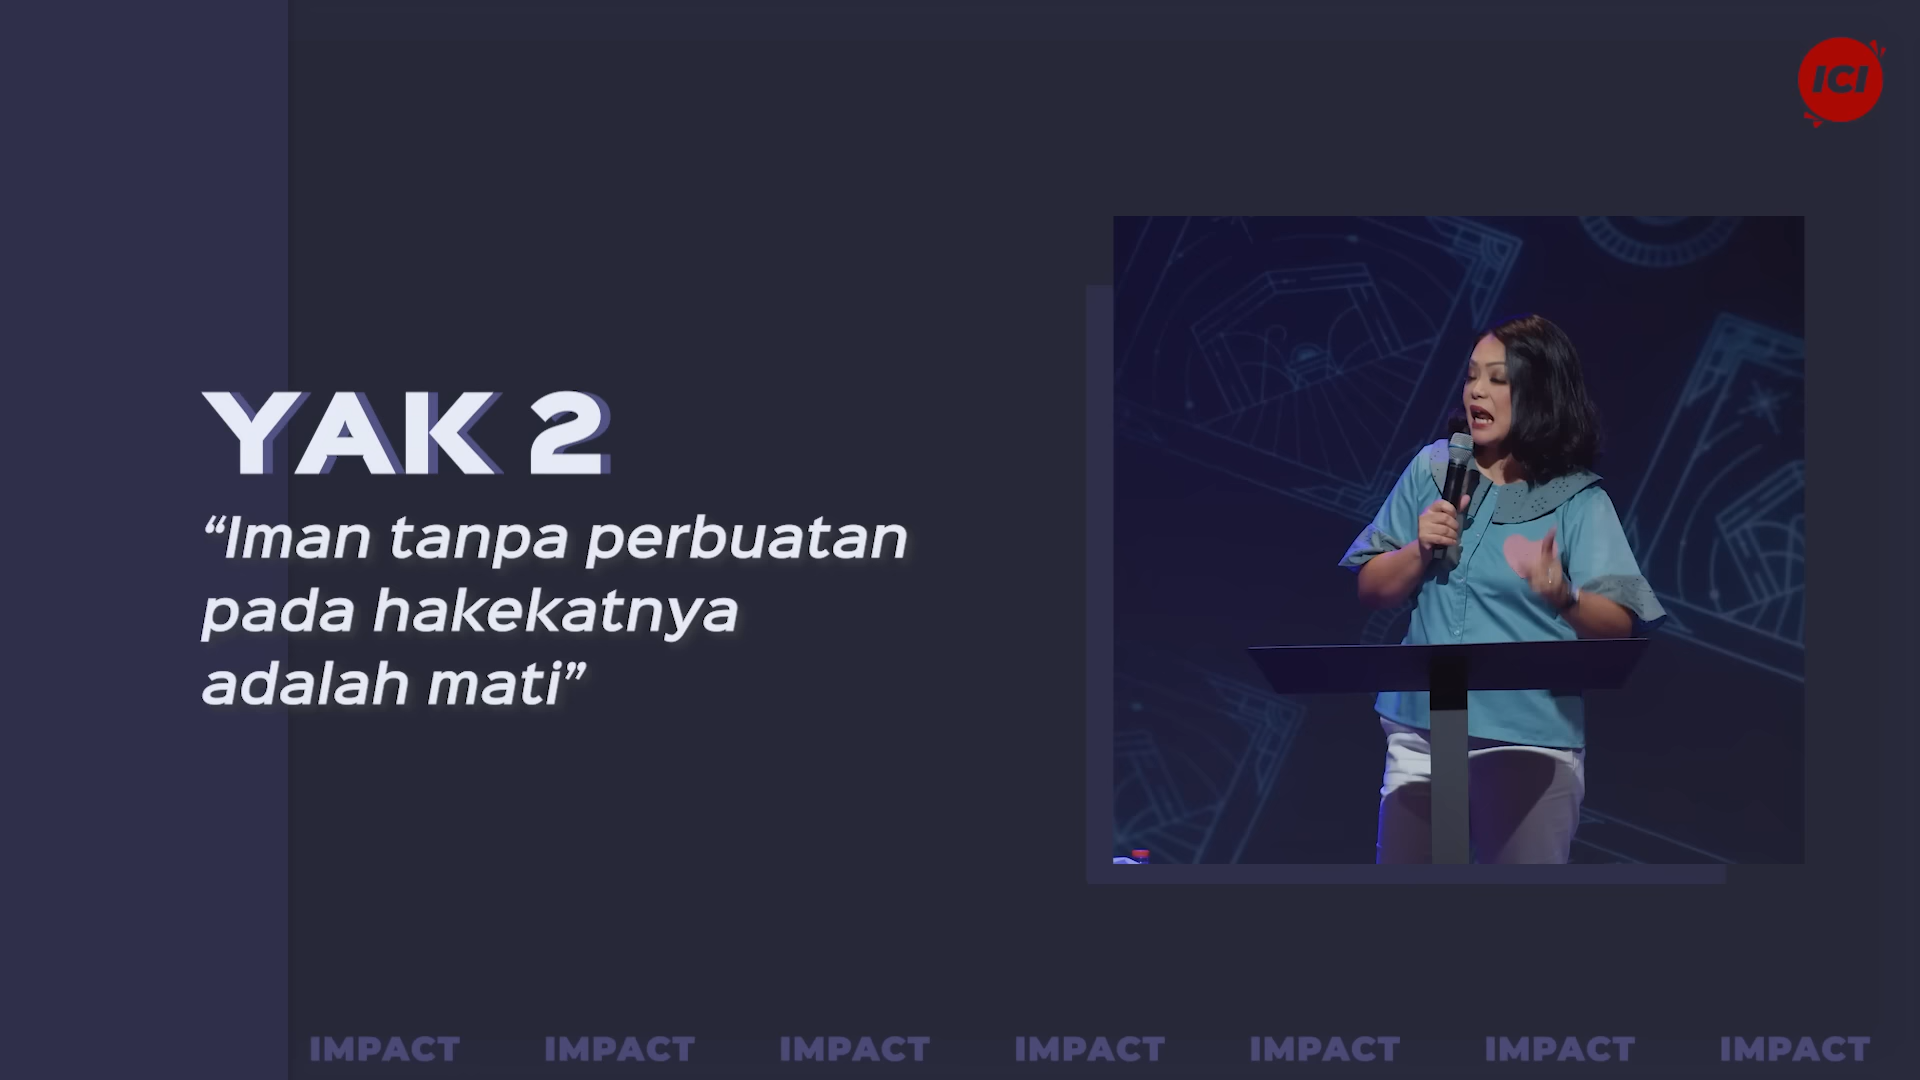 ICI
YAK 2
“Iman tanpa perbuatan
pada hakekatnya
adalah mati”
IMPACT IMPACT IMPACT IMPACT IMPACT IMPACT IMPACT